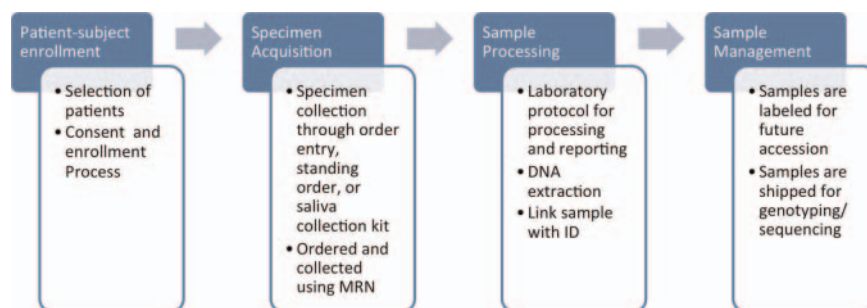 Patient-subject
enrollment
• Selection of
patients
• Consent and
enrollment
Process
Specimen
Acquisition
• Specimen
collection
through order
entry,
standing
order, or
saliva
collection kit
• Ordered and
collected
using MRN
Sample
Processing
• Laboratory
protocol for
processing
and reporting
• DNA
extraction
• Link sample
with ID
Sample
Management
• Samples are
labeled for
future
accession
• Samples are
shipped for
genotyping/
sequencing